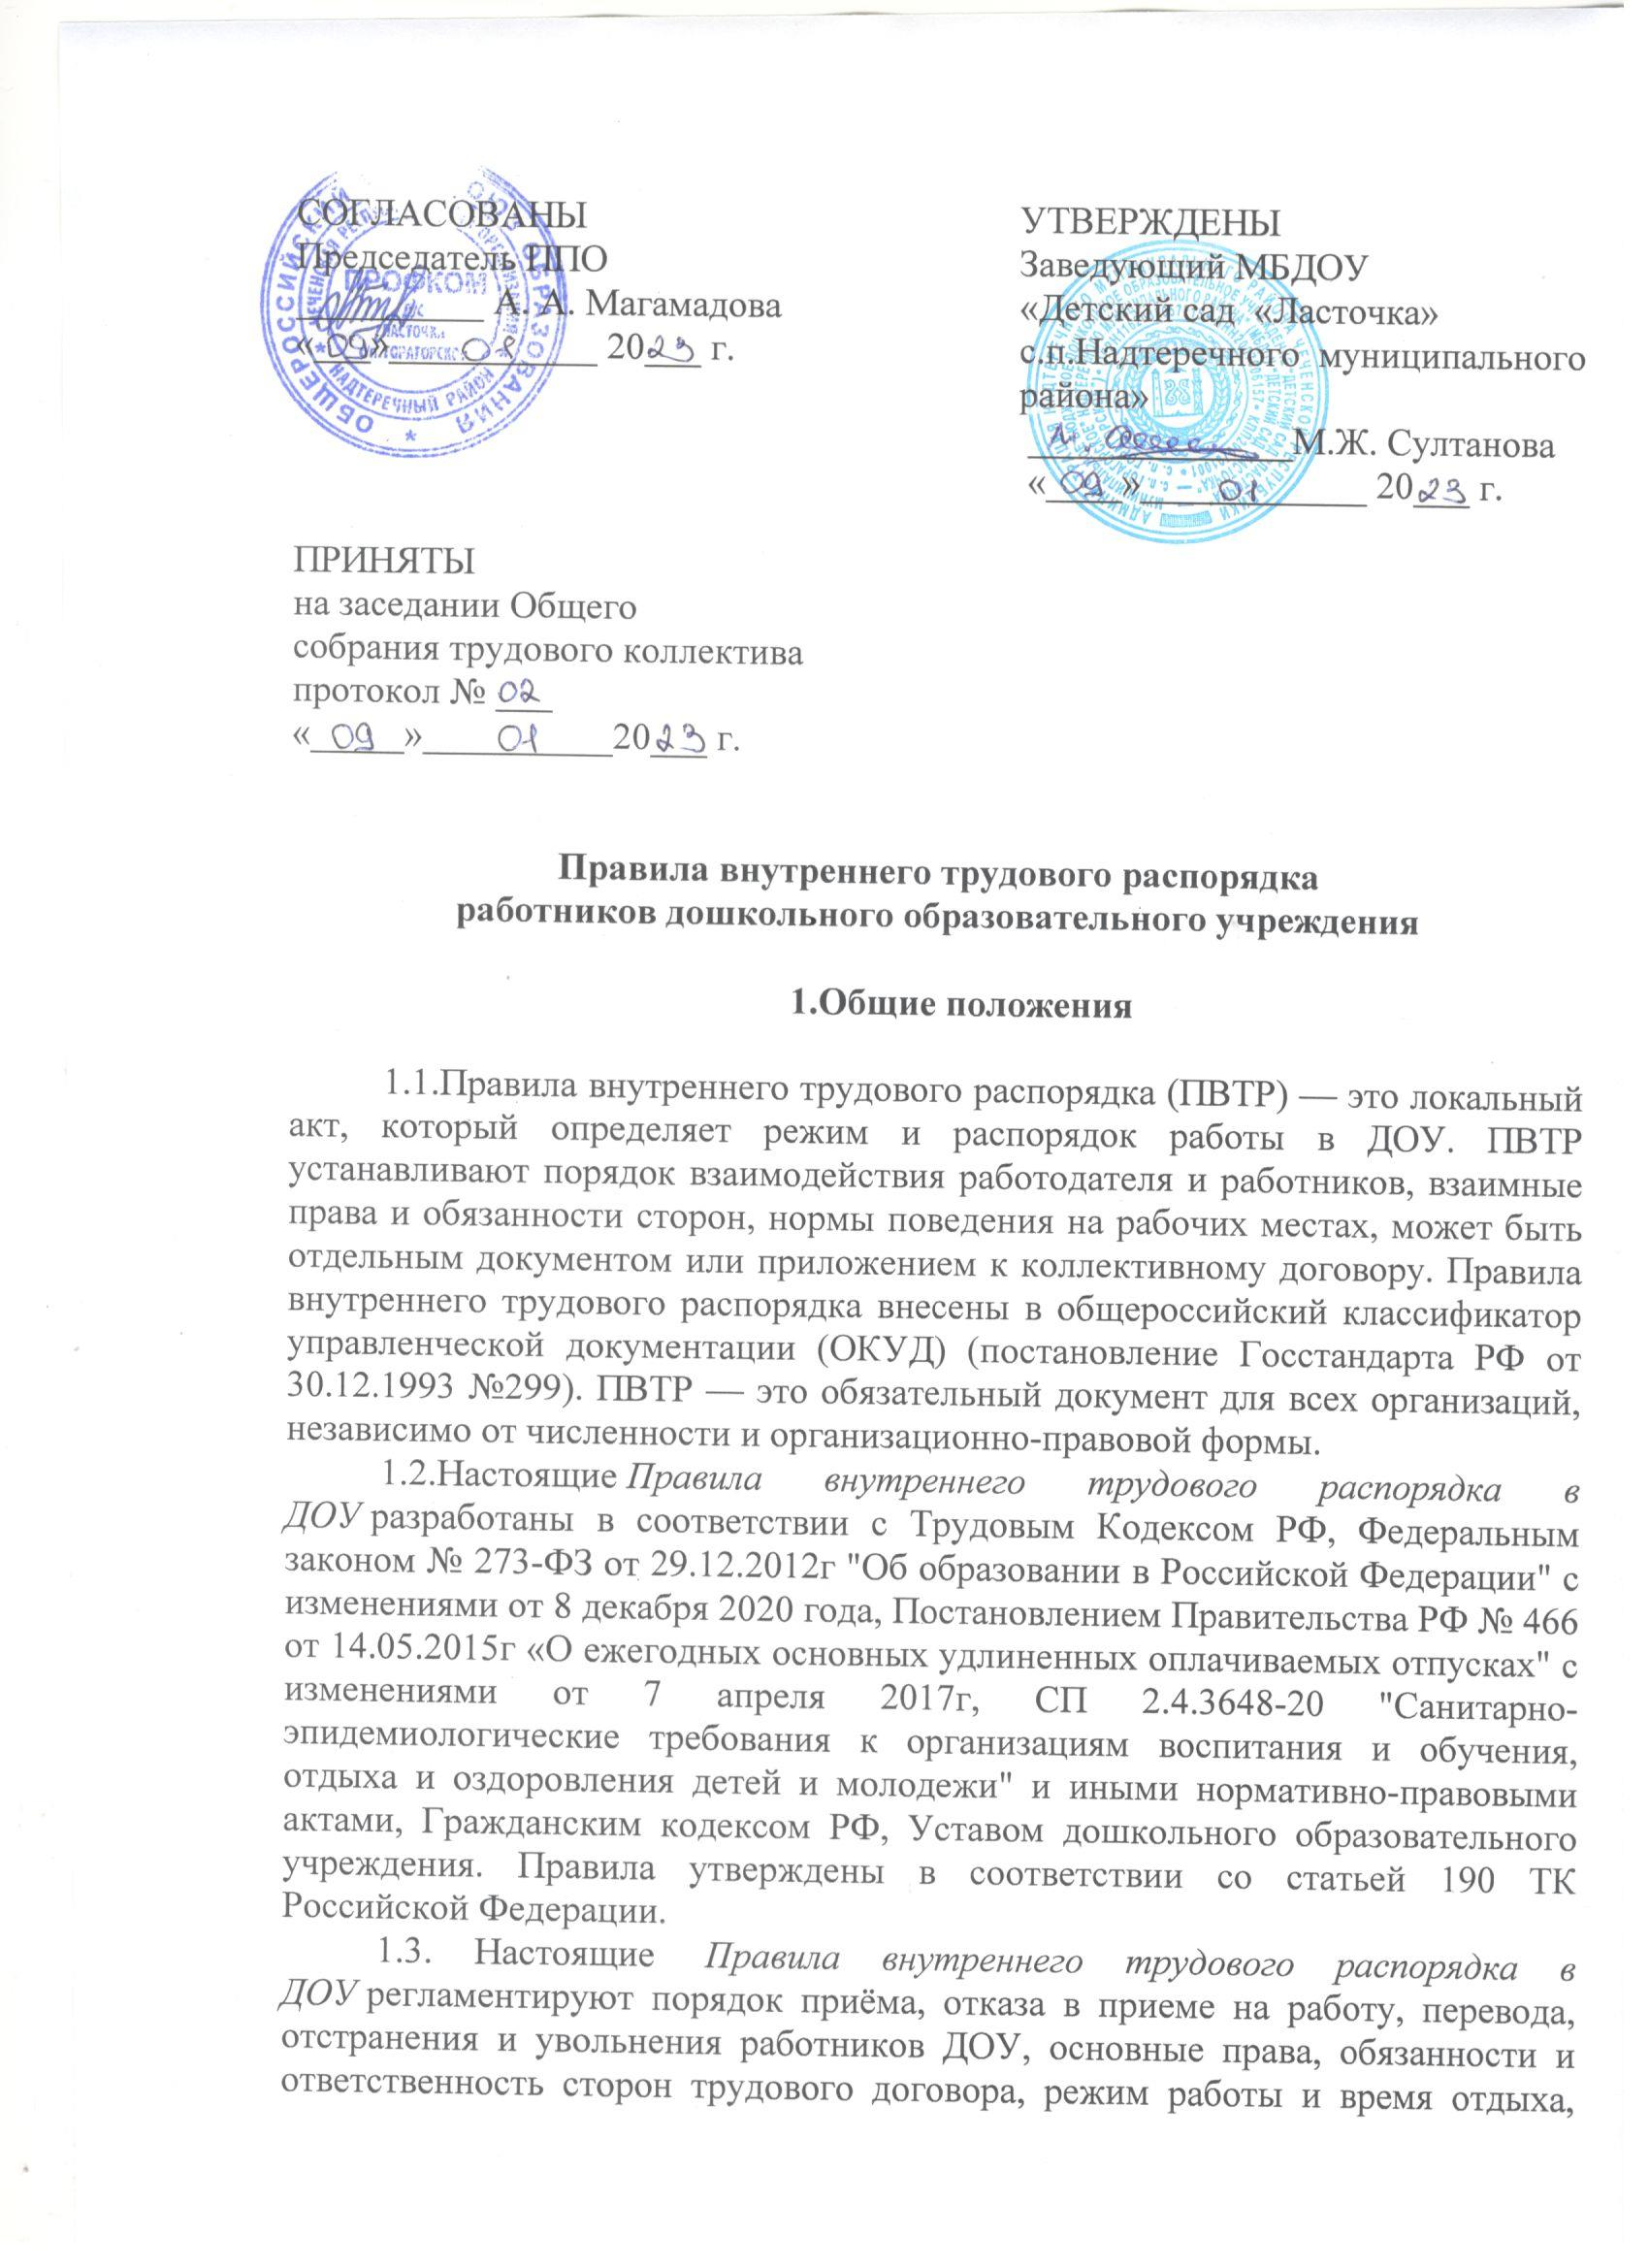 СОГЛАСОВАНЫ
Председатель ППО
____________ А. А. Магамадова
«09» 01 2023 г.
УТВЕРЖДЕНЫ
Заведующий МБДОУ
«Детский сад «Ласточка»
с.п.Надтеречного муниципального
района»
М.Ж. Султанова
«09» 01 2023 г.
ПРОФКОМ
НАДТЕРЕЧНЫЙ РАЙОН
ОБЩЕРОССИЙСКИЙ
ОБРАЗОВАНИЯ
ПРИНЯТЫ
на заседании Общего
собрания трудового коллектива
протокол № 02
«09» 01 2023 г.
Правила внутреннего трудового распорядка
работников дошкольного образовательного учреждения
1.Общие положения
1.1.Правила внутреннего трудового распорядка (ПВТР) — это локальный
акт, который определяет режим и распорядок работы в ДОУ. ПВТР
устанавливают порядок взаимодействия работодателя и работников, взаимные
права и обязанности сторон, нормы поведения на рабочих местах, может быть
отдельным документом или приложением к коллективному договору. Правила
внутреннего трудового распорядка внесены в общероссийский классификатор
управленческой документации (ОКУД) (постановление Госстандарта РФ от
30.12.1993 №299). ПВТР — это обязательный документ для всех организаций,
независимо от численности и организационно-правовой формы.
1.2.Настоящие Правила внутреннего трудового распорядка в
ДОУ разработаны в соответствии с Трудовым Кодексом РФ, Федеральным
законом № 273-ФЗ от 29.12.2012г "Об образовании в Российской Федерации" с
изменениями от 8 декабря 2020 года, Постановлением Правительства РФ № 466
от 14.05.2015г «О ежегодных основных удлиненных оплачиваемых отпусках" с
изменениями от 7 апреля 2017г, СП 2.4.3648-20 "Санитарно-
эпидемиологические требования к организациям воспитания и обучения,
отдыха и оздоровления детей и молодежи" и иными нормативно-правовыми
актами, Гражданским кодексом РФ, Уставом дошкольного образовательного
учреждения. Правила утверждены в соответствии со статьей 190 ТК
Российской Федерации.
1.3. Настоящие Правила внутреннего трудового распорядка в
ДОУ регламентируют порядок приёма, отказа в приеме на работу, перевода,
отстранения и увольнения работников ДОУ, основные права, обязанности и
ответственность сторон трудового договора, режим работы и время отдыха,